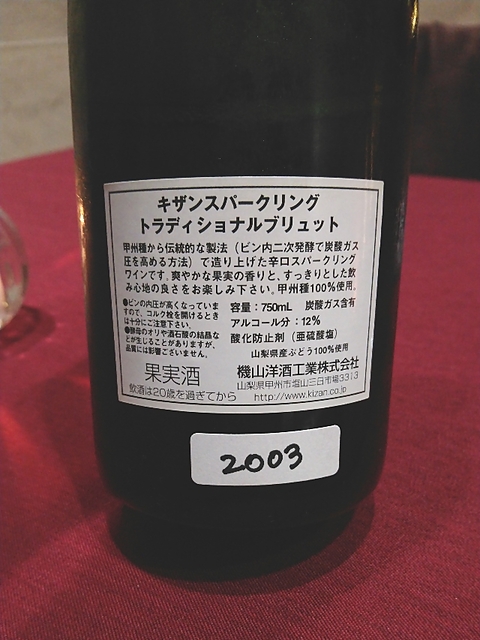 キザンスパークリング
トラディショナルブリュット
甲州種から伝統的な製法（ビン内二次発酵で炭酸ガス
圧を高める方法）で造り上げた辛口スパークリング
ワインです。爽やかな果実の香りと、すっきりとした飲
み心地の良さをお楽しみ下さい。甲州種100％使用。
●ビンの内圧が高くなっていま
すので、コルク栓を開けるとき
は十分にご注意下さい。
●酵母のオリや酒石酸の結晶な
どが生じることがありますが、
品質には影響ございません。
容量：750mL 炭酸ガス含有
アルコール分：12％
酸化防止剤（亜硫酸塩）
山梨県産ぶどう100％使用
果実酒
飲酒は20歳を過ぎてから
機山洋酒工業株式会社
山梨県甲州市塩山三日市場3313
http://www.kizan.co.jp
2003